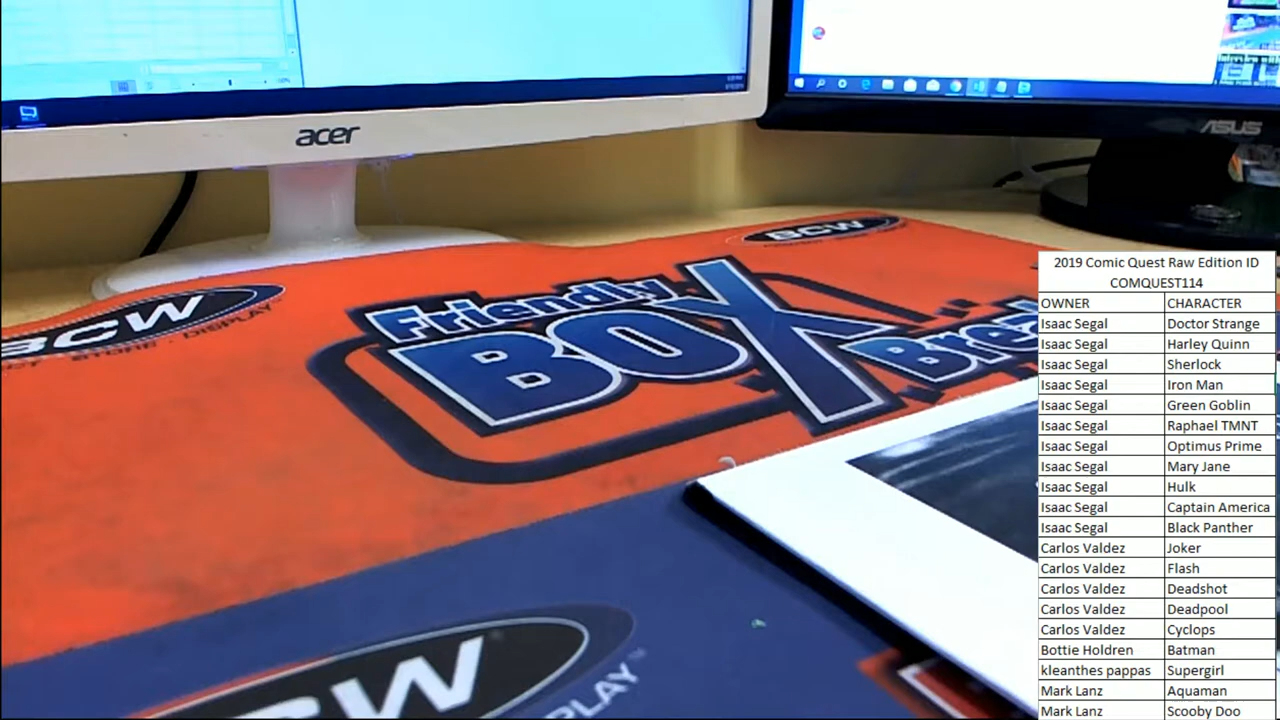 acer
ASUS
BCW
BCW
STORE · DISPLAY
Friendly
BOX
Brea
BCW
PLAY™
2019 Comic Quest Raw Edition ID
COMQUEST114
OWNER CHARACTER
Isaac Segal Doctor Strange
Isaac Segal Harley Quinn
Isaac Segal Sherlock
Isaac Segal Iron Man
Isaac Segal Green Goblin
Isaac Segal Raphael TMNT
Isaac Segal Optimus Prime
Isaac Segal Mary Jane
Isaac Segal Hulk
Isaac Segal Captain America
Isaac Segal Black Panther
Carlos Valdez Joker
Carlos Valdez Flash
Carlos Valdez Deadshot
Carlos Valdez Deadpool
Carlos Valdez Cyclops
Bottie Holdren Batman
kleanthes pappas Supergirl
Mark Lanz Aquaman
Mark Lanz Scooby Doo